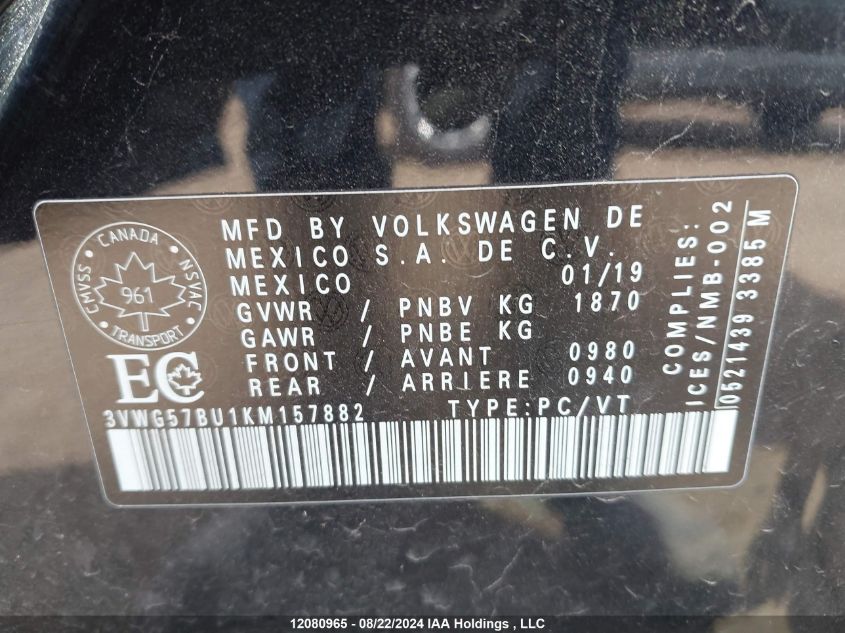 MFD BY VOLKSWAGEN DE
MEXICO S.A. DE C.V.
MEXICO 01/19
GVWR / PNBV KG 1870
GAWR / PNBE KG
FRONT / AVANT 0980
REAR / ARRIERE 0940
CANADA
CMVSS
NSVAC
961
TRANSPORT
EC
3VWG57BU1KM157882 TYPE:PC/VT
COMPLIES:
ICES/NMB-002
0521439 3385 M
12080965 - 08/22/2024 IAA Holdings , LLC